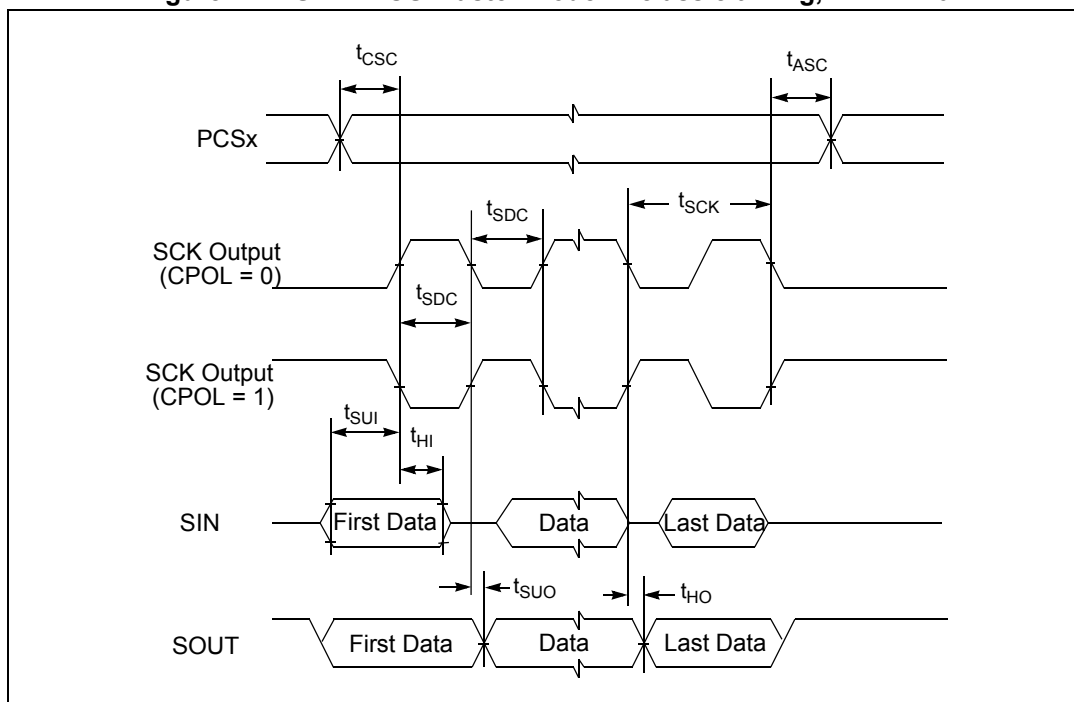 tCSC
tASC
PCSx
tSCK
tSDC
SCK Output
(CPOL = 0)
tSDC
SCK Output
(CPOL = 1)
tSUI
tHI
SIN
First Data
Data
Last Data
tSUO
tHO
SOUT
First Data
Data
Last Data